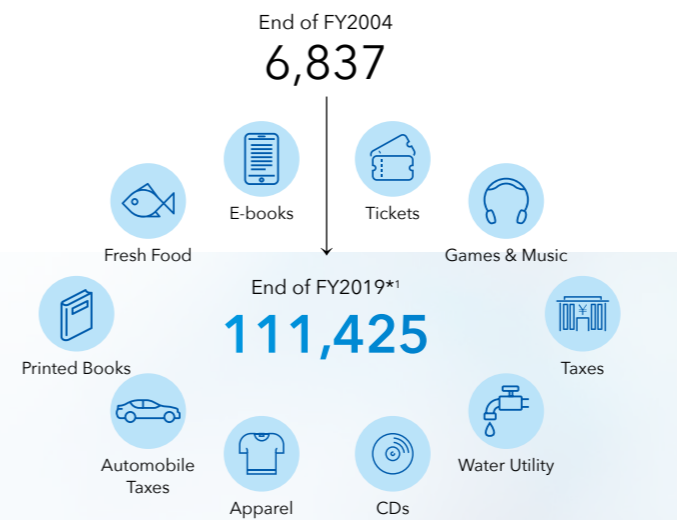 End of FY2004
6,837
E-books
Tickets
Fresh Food
Games & Music
End of FY2019*1
111,425
Printed Books
Taxes
¥
Automobile
Taxes
Water Utility
Apparel
CDs